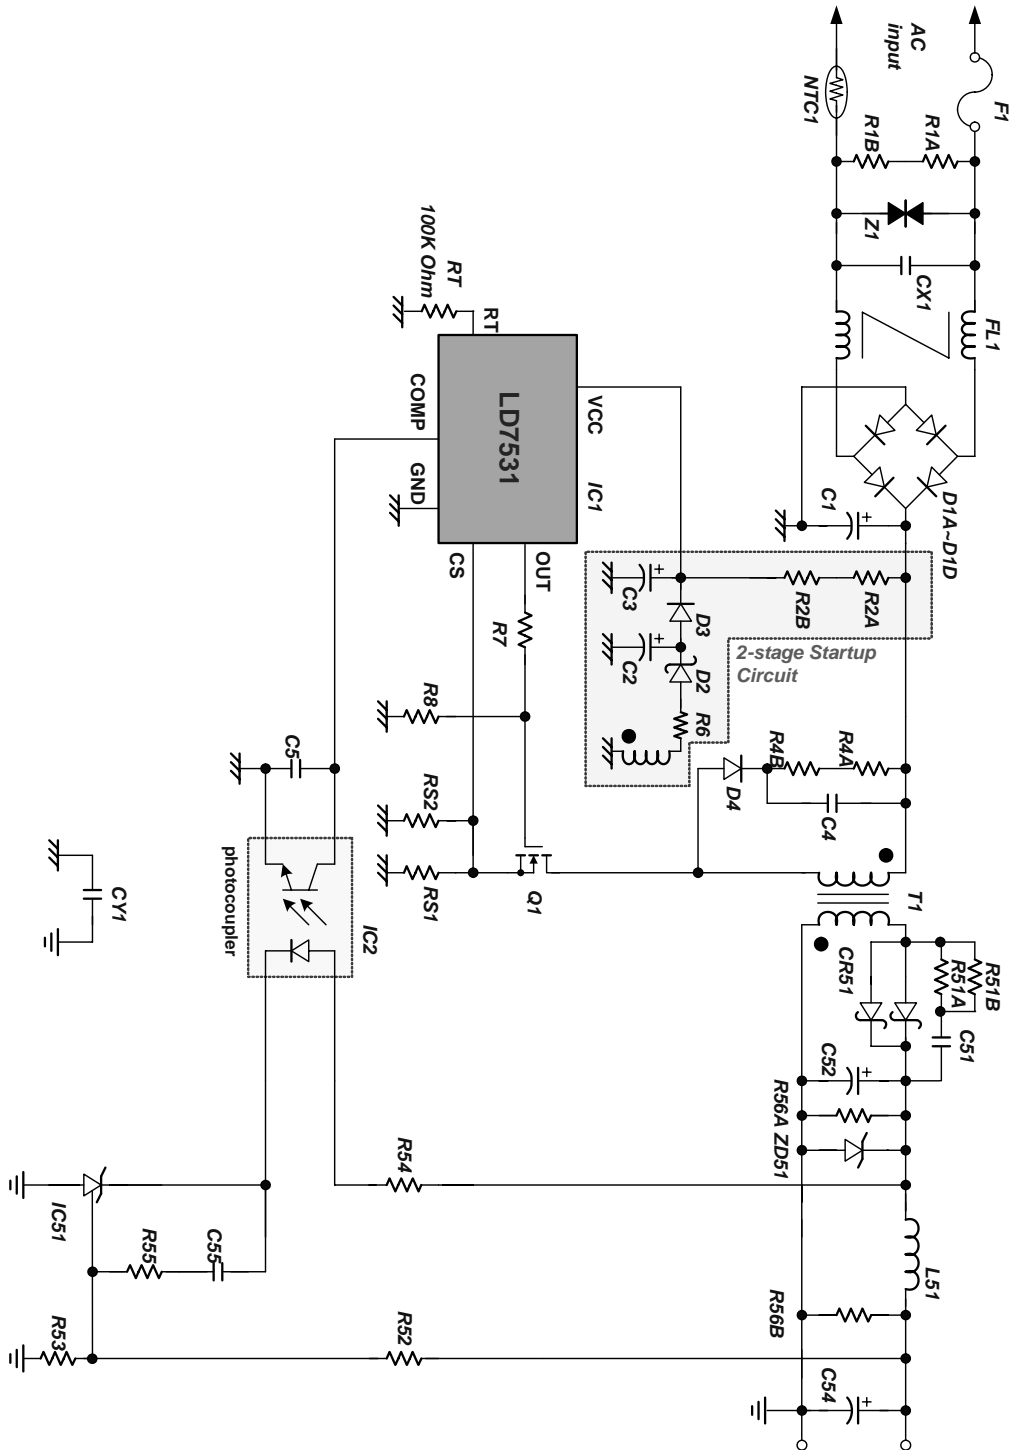 AC
input
F1
NTC1
R1B
R1A
Z1
CX1
FL1
D1A~D1D
C1
+
RT
100K Ohm
RT
COMP
GND
CS
OUT
VCC
LD7531
IC1
C3
+
C2
+
R2B
R2A
D3
D2
R6
2-stage Startup
Circuit
R7
R8
RS2
RS1
Q1
R4B
R4A
D4
C4
T1
C5
IC2
photocoupler
CY1
CR51
R51A
R51B
C51
C52
+
R56A
ZD51
R54
L51
R56B
IC51
R55
C55
R53
R52
C54
+